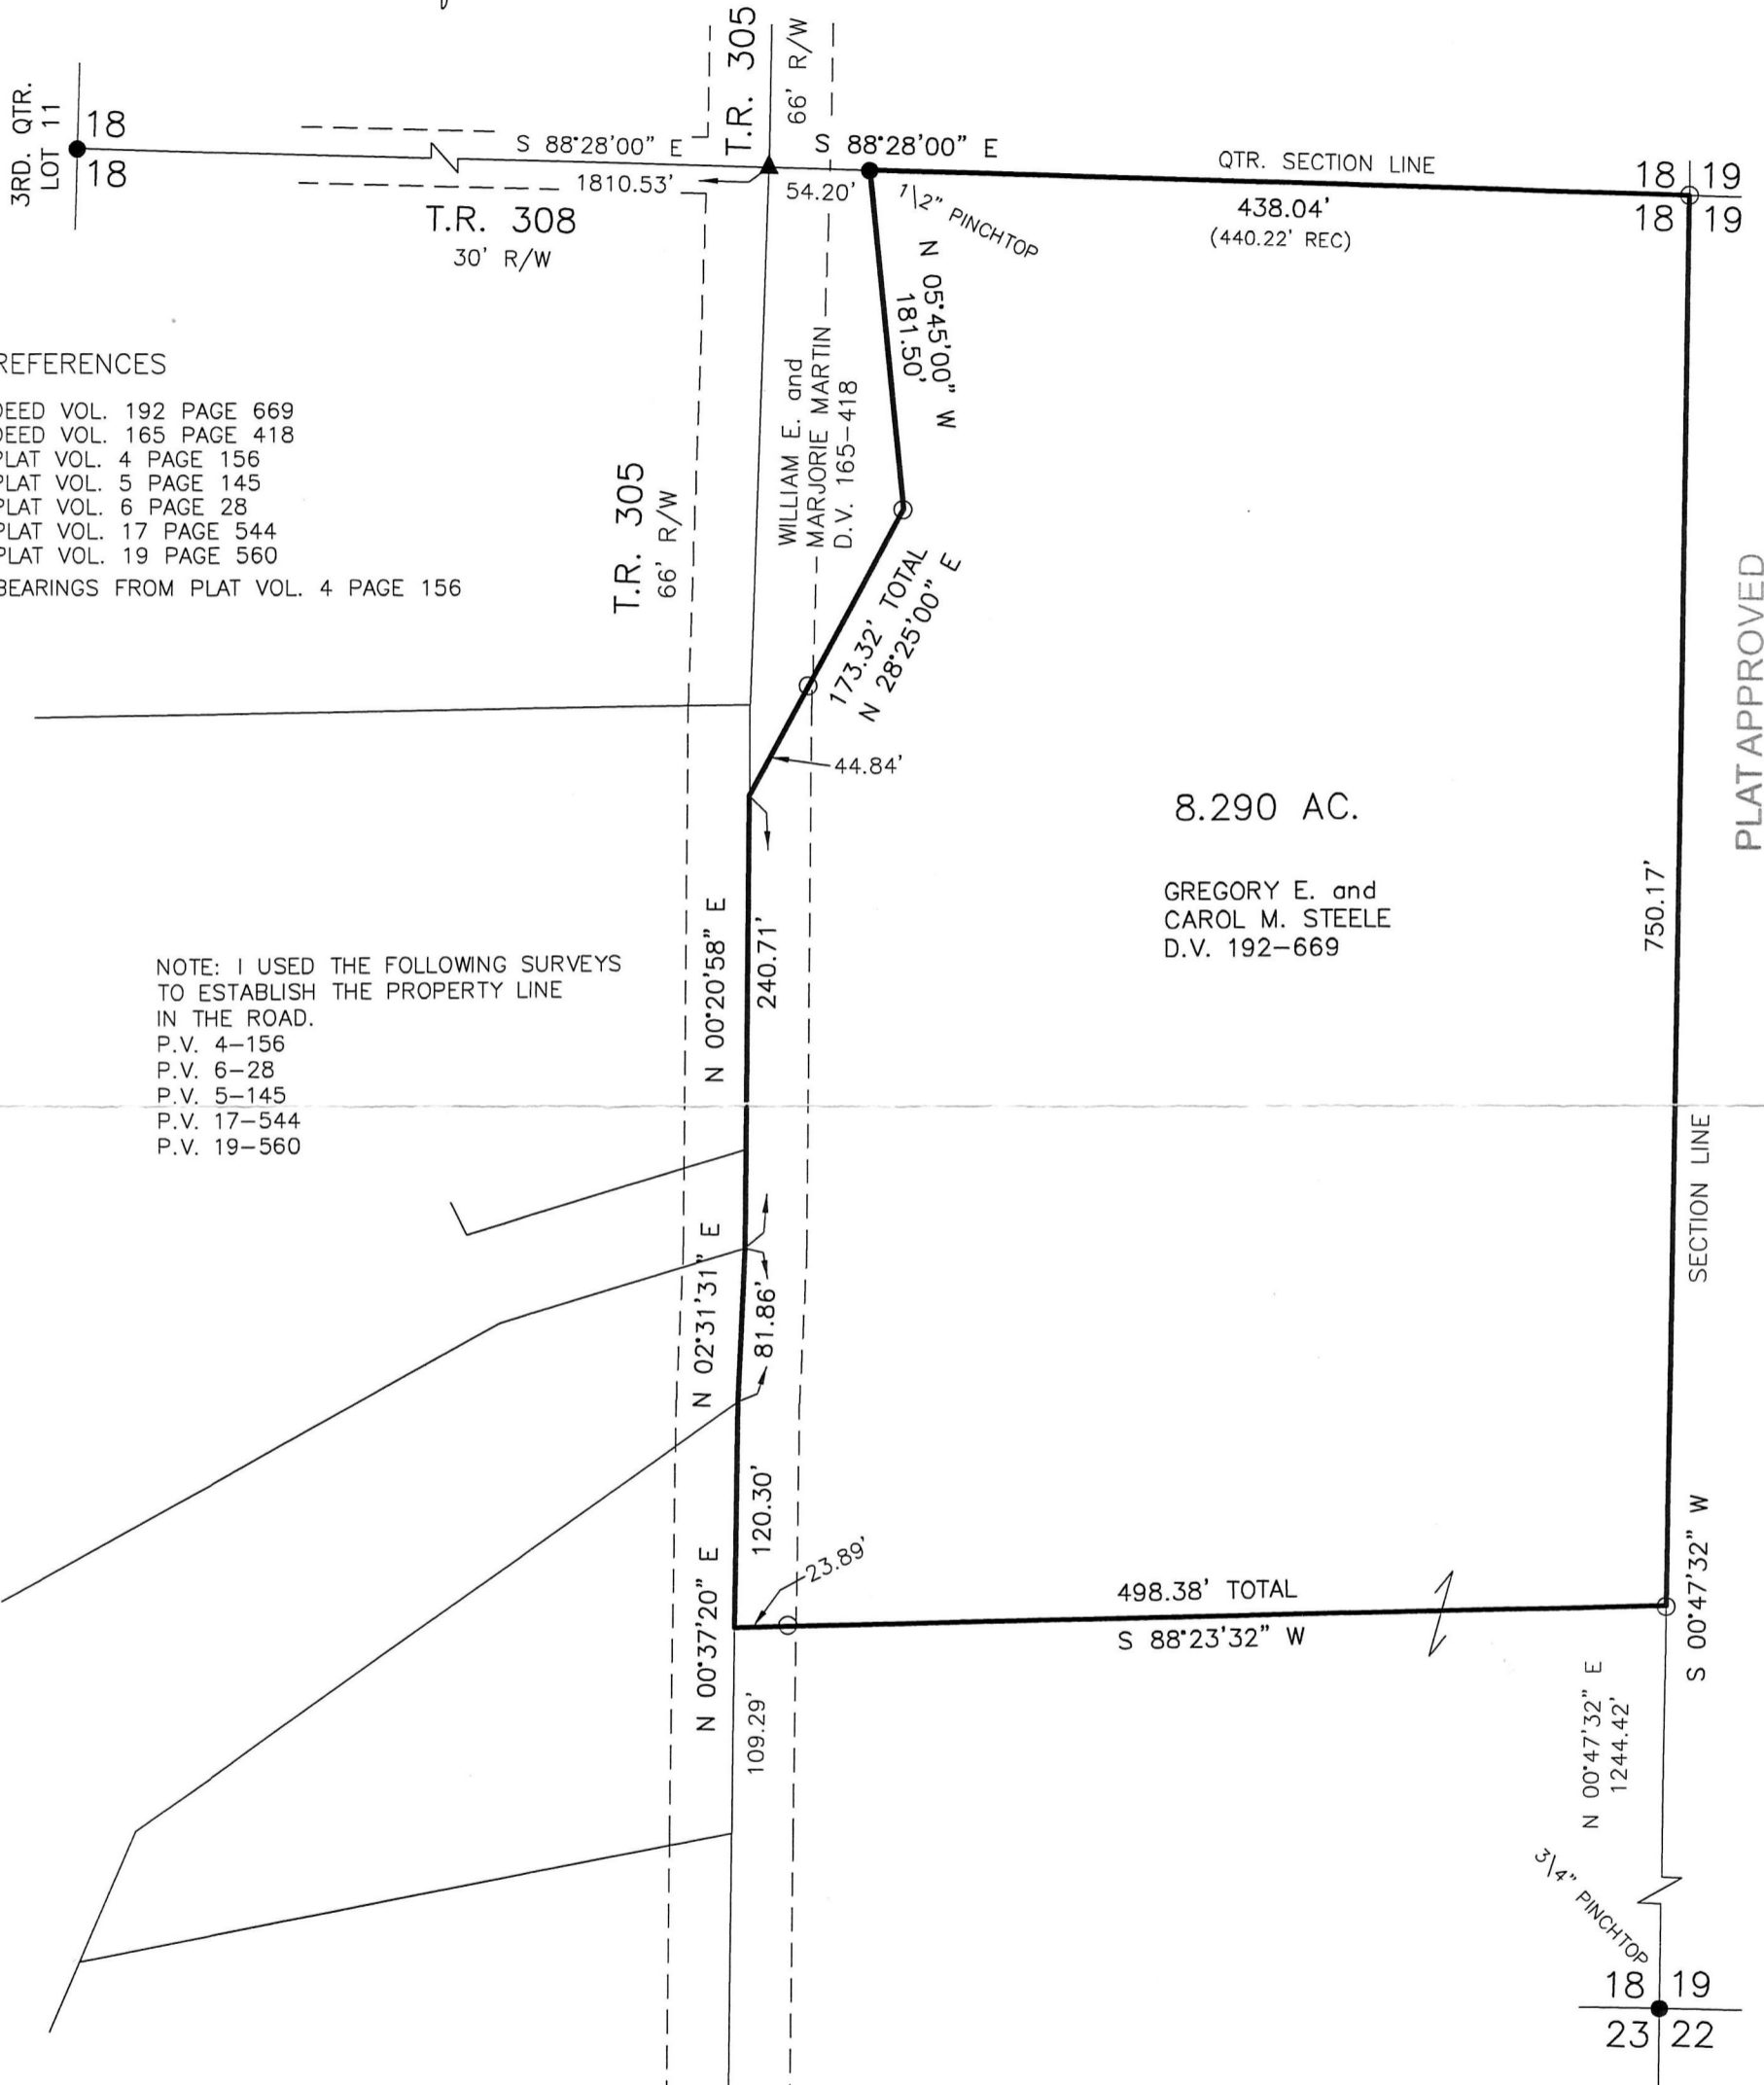 T.R. 305
66' R/W
3RD. QTR.
LOT 11
18
18
S 88°28'00" E
1810.53'
T.R. 308
30' R/W
S 88°28'00" E
54.20'
1\2" PINCHTOP
QTR. SECTION LINE
438.04'
(440.22' REC)
18 19
18 19
N 05°45'00" W
181.50'
REFERENCES
DEED VOL. 192 PAGE 669
DEED VOL. 165 PAGE 418
PLAT VOL. 4 PAGE 156
PLAT VOL. 5 PAGE 145
PLAT VOL. 6 PAGE 28
PLAT VOL. 17 PAGE 544
PLAT VOL. 19 PAGE 560
BEARINGS FROM PLAT VOL. 4 PAGE 156
T.R. 305
66' R/W
WILLIAM E. and
MARJORIE MARTIN
D.V. 165-418
173.32' TOTAL
N 28°25'00" E
44.84'
PLAT APPROVED
8.290 AC.
GREGORY E. and
CAROL M. STEELE
D.V. 192-669
750.17'
N 00°20'58" E
240.71'
NOTE: I USED THE FOLLOWING SURVEYS
TO ESTABLISH THE PROPERTY LINE
IN THE ROAD.
P.V. 4-156
P.V. 6-28
P.V. 5-145
P.V. 17-544
P.V. 19-560
SECTION LINE
N 02°31'31" E
81.86'
120.30'
23.89'
N 00°37'20" E
498.38' TOTAL
S 88°23'32" W
S 00°47'32" W
109.29'
N 00°47'32" E
1244.42'
3\4" PINCHTOP
18 19
23 22